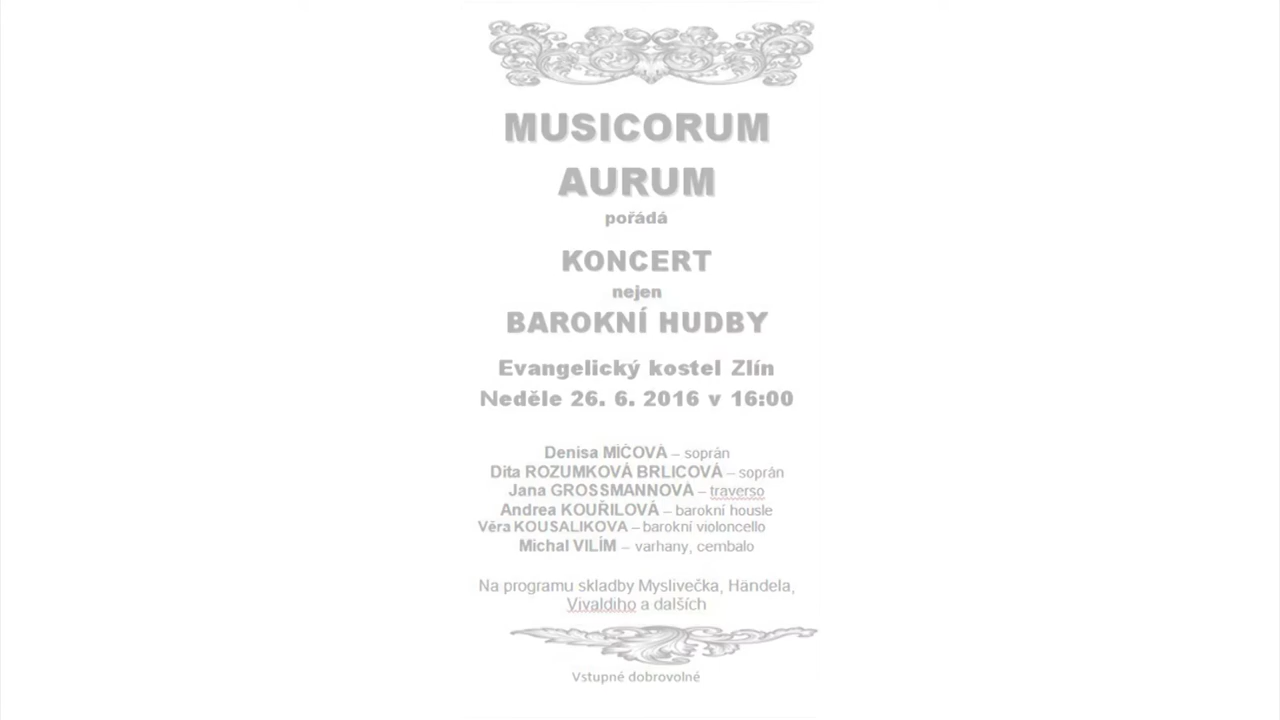 MUSICORUM
AURUM
pořádá
KONCERT
nejen
BAROKNÍ HUDBY
Evangelický kostel Zlín
Neděle 26. 6. 2016 v 16:00
Denisa MÍČOVÁ – soprán
Dita ROZUMKOVÁ BRLICOVÁ – soprán
Jana GROSSMANNOVÁ – traverso
Andrea KOUŘILOVÁ – barokní housle
Věra KOUSALIKOVA – barokní violoncello
Michal VILÍM – varhany, cembalo
Na programu skladby Myslivečka, Händela,
Vivaldiho a dalších
Vstupné dobrovolné